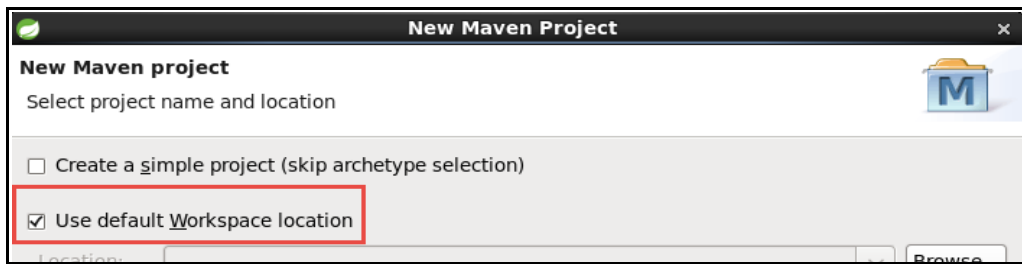 New Maven Project
New Maven project
Select project name and location
M
Create a simple project (skip archetype selection)
Use default Workspace location
Location:
Browse...